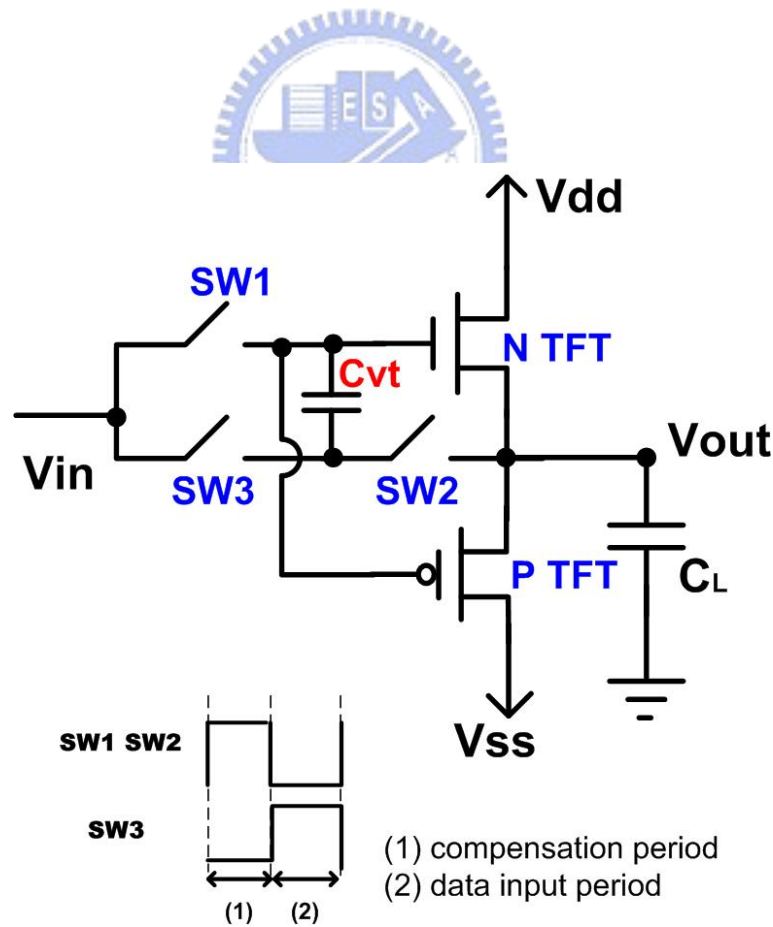 ESA
Vdd
SW1
N TFT
Cvt
Vin
SW3
SW2
Vout
P TFT
CL
Vss
SW1 SW2
SW3
(1) compensation period
(2) data input period
(1)
(2)